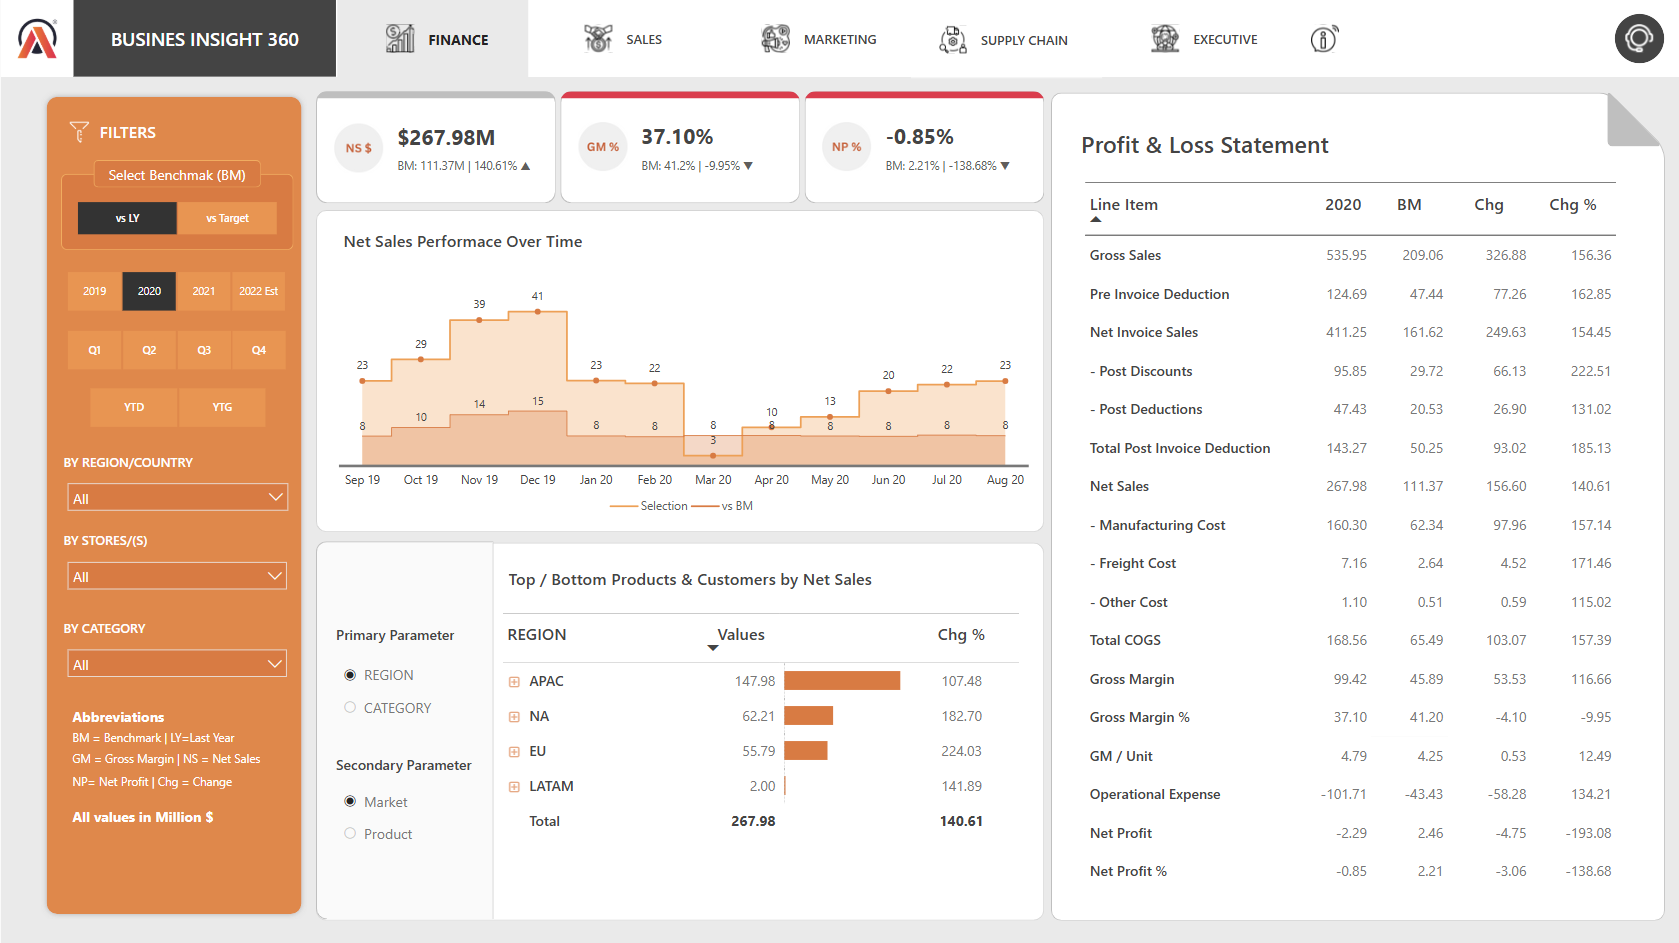 BUSINES INSIGHT 360
FINANCE
SALES
MARKETING
SUPPLY CHAIN
EXECUTIVE
FILTERS
Select Benchmak (BM)
vs LY vs Target
2019 2020 2021 2022 Est
Q1 Q2 Q3 Q4
YTD YTG
BY REGION/COUNTRY
All
BY STORES/(S)
All
BY CATEGORY
All
Abbreviations
BM = Benchmark | LY=Last Year
GM = Gross Margin | NS = Net Sales
NP= Net Profit | Chg = Change
All values in Million $
NS $
$267.98M
BM: 111.37M | 140.61% ▲
GM %
37.10%
BM: 41.2% | -9.95% ▼
NP %
-0.85%
BM: 2.21% | -138.68% ▼
Net Sales Performace Over Time
23 29 39 41 23 22 3 10 13 20 22 23
8 10 14 15 8 8 8 8 8 8 8 8
Sep 19 Oct 19 Nov 19 Dec 19 Jan 20 Feb 20 Mar 20 Apr 20 May 20 Jun 20 Jul 20 Aug 20
Selection vs BM
Primary Parameter
REGION
CATEGORY
Secondary Parameter
Market
Product
Top / Bottom Products & Customers by Net Sales
REGION Values Chg %
APAC 147.98 107.48
NA 62.21 182.70
EU 55.79 224.03
LATAM 2.00 141.89
Total 267.98 140.61
Profit & Loss Statement
Line Item 2020 BM Chg Chg %
Gross Sales 535.95 209.06 326.88 156.36
Pre Invoice Deduction 124.69 47.44 77.26 162.85
Net Invoice Sales 411.25 161.62 249.63 154.45
- Post Discounts 95.85 29.72 66.13 222.51
- Post Deductions 47.43 20.53 26.90 131.02
Total Post Invoice Deduction 143.27 50.25 93.02 185.13
Net Sales 267.98 111.37 156.60 140.61
- Manufacturing Cost 160.30 62.34 97.96 157.14
- Freight Cost 7.16 2.64 4.52 171.46
- Other Cost 1.10 0.51 0.59 115.02
Total COGS 168.56 65.49 103.07 157.39
Gross Margin 99.42 45.89 53.53 116.66
Gross Margin % 37.10 41.20 -4.10 -9.95
GM / Unit 4.79 4.25 0.53 12.49
Operational Expense -101.71 -43.43 -58.28 134.21
Net Profit -2.29 2.46 -4.75 -193.08
Net Profit % -0.85 2.21 -3.06 -138.68